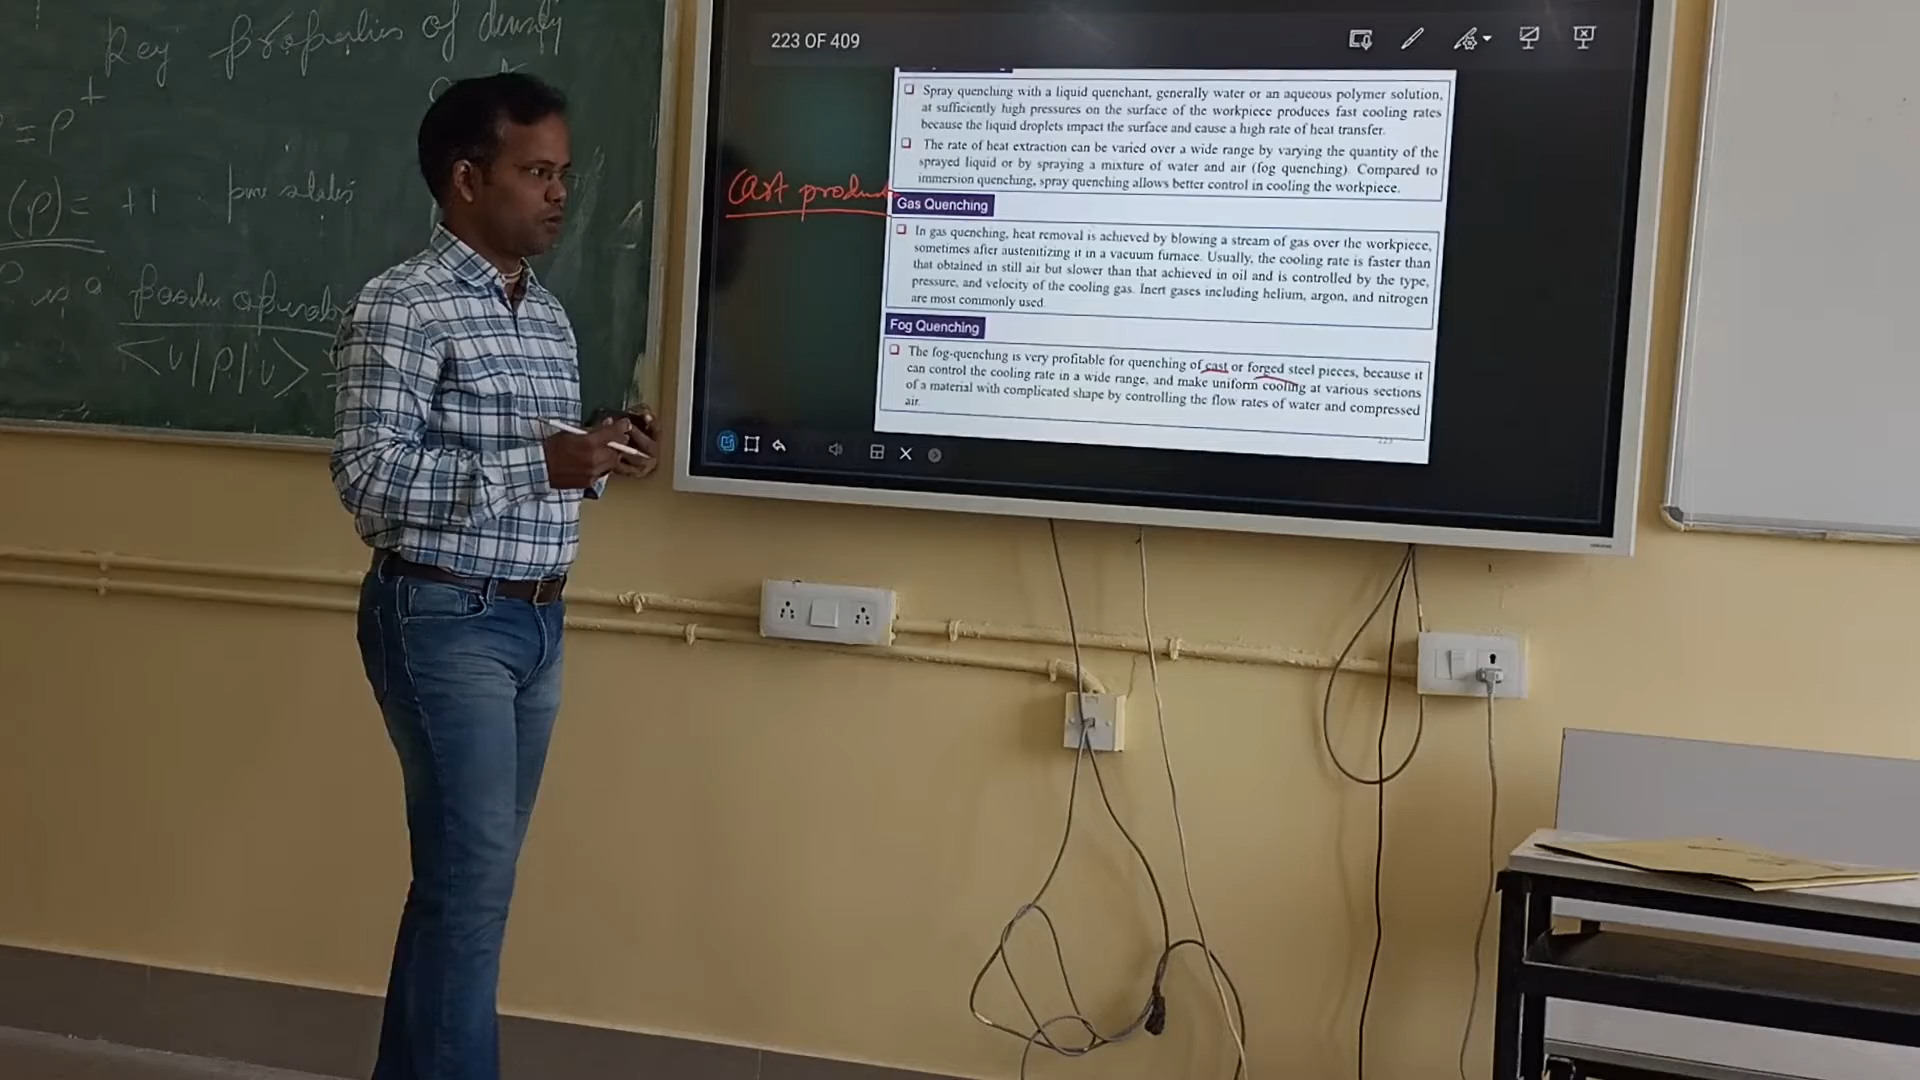 Key properties of density
(ρ) = +1 pure states
is a
<v|ρ|v>
223 OF 409
❑ Spray quenching with a liquid quenchant, generally water or an aqueous polymer solution,
at sufficiently high pressures on the surface of the workpiece produces fast cooling rates
because the liquid droplets impact the surface and cause a high rate of heat transfer.
❑ The rate of heat extraction can be varied over a wide range by varying the quantity of the
sprayed liquid or by spraying a mixture of water and air (fog quenching). Compared to
immersion quenching, spray quenching allows better control in cooling the workpiece.
Cast product
Gas Quenching
❑ In gas quenching, heat removal is achieved by blowing a stream of gas over the workpiece,
sometimes after austenitizing it in a vacuum furnace. Usually, the cooling rate is faster than
that obtained in still air but slower than that achieved in oil and is controlled by the type,
pressure, and velocity of the cooling gas. Inert gases including helium, argon, and nitrogen
are most commonly used.
Fog Quenching
❑ The fog-quenching is very profitable for quenching of cast or forged steel pieces, because it
can control the cooling rate in a wide range, and make uniform cooling at various sections
of a material with complicated shape by controlling the flow rates of water and compressed
air.
223